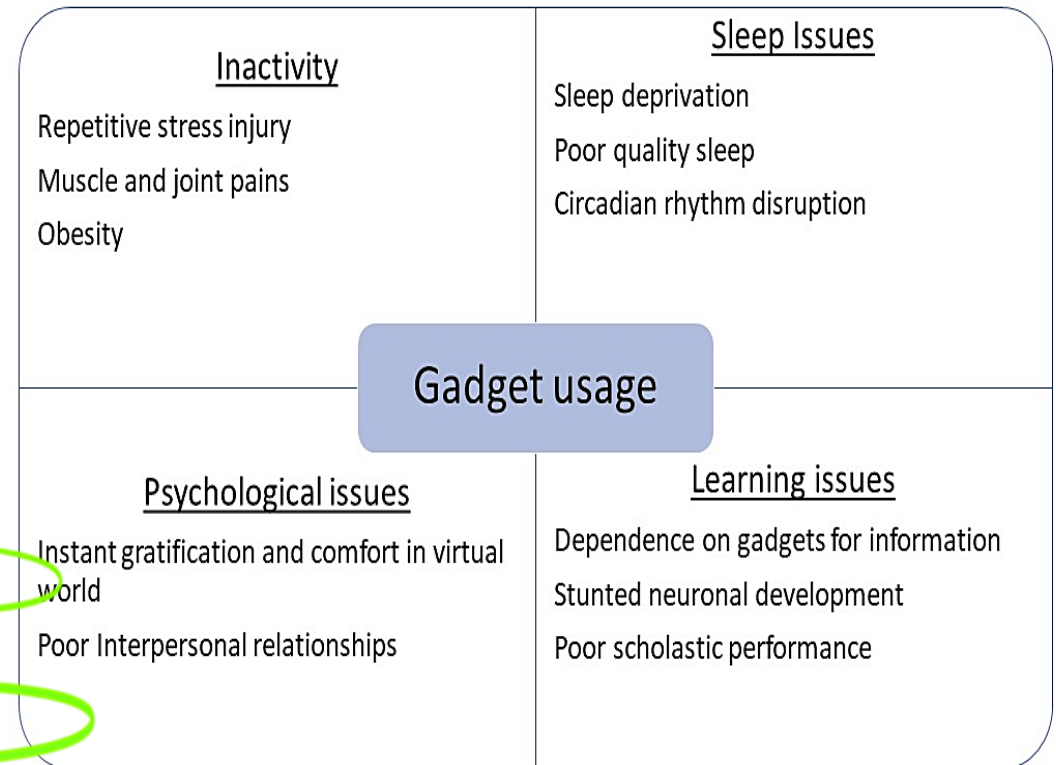 Inactivity
Repetitive stress injury
Muscle and joint pains
Obesity
Sleep Issues
Sleep deprivation
Poor quality sleep
Circadian rhythm disruption
Gadget usage
Psychological issues
Instant gratification and comfort in virtual
world
Poor Interpersonal relationships
Learning issues
Dependence on gadgets for information
Stunted neuronal development
Poor scholastic performance